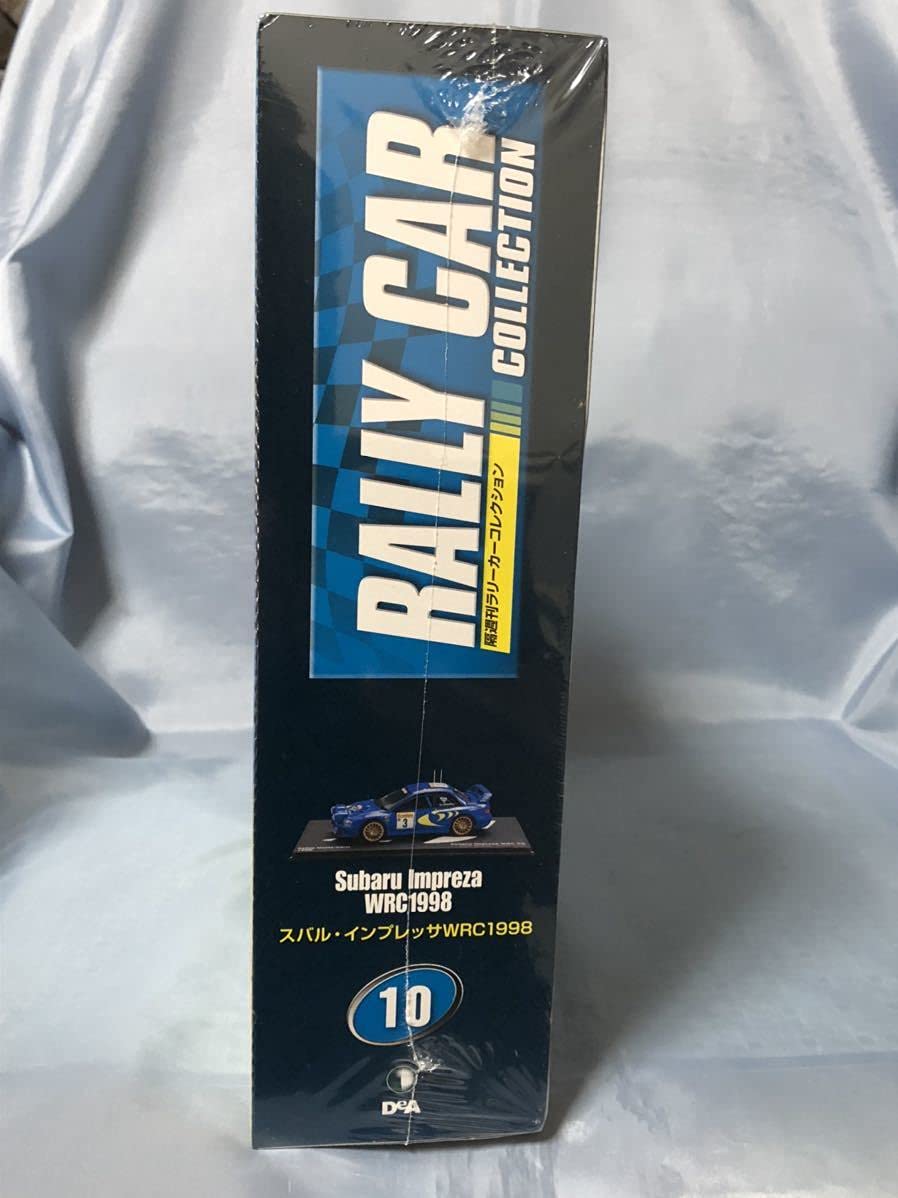 RALLY CAR
COLLECTION
隔週刊ラリーカーコレクション
3
Subaru Impreza
WRC1998
スバル・インプレッサWRC1998
10
DeA